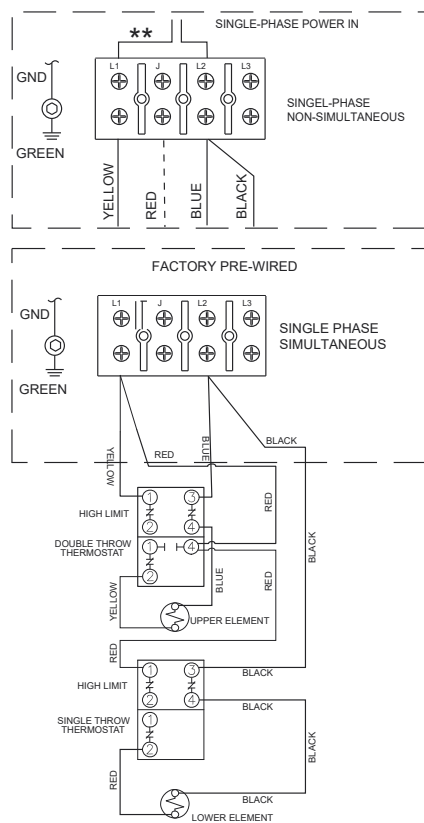 SINGLE-PHASE POWER IN
**
L1 J L2 L3
GND
SINGEL-PHASE
NON-SIMULTANEOUS
GREEN
YELLOW
RED
BLUE
BLACK
FACTORY PRE-WIRED
L1 J L2 L3
GND
SINGLE PHASE
SIMULTANEOUS
GREEN
YELLOW
RED
BLUE
BLACK
1 3
HIGH LIMIT
2 4
RED
DOUBLE THROW
THERMOSTAT
1 4
2
BLUE
RED
BLACK
YELLOW
UPPER ELEMENT
RED
1 3
BLACK
HIGH LIMIT
2 4
BLACK
SINGLE THROW
THERMOSTAT
1
2
BLACK
RED
BLACK
LOWER ELEMENT